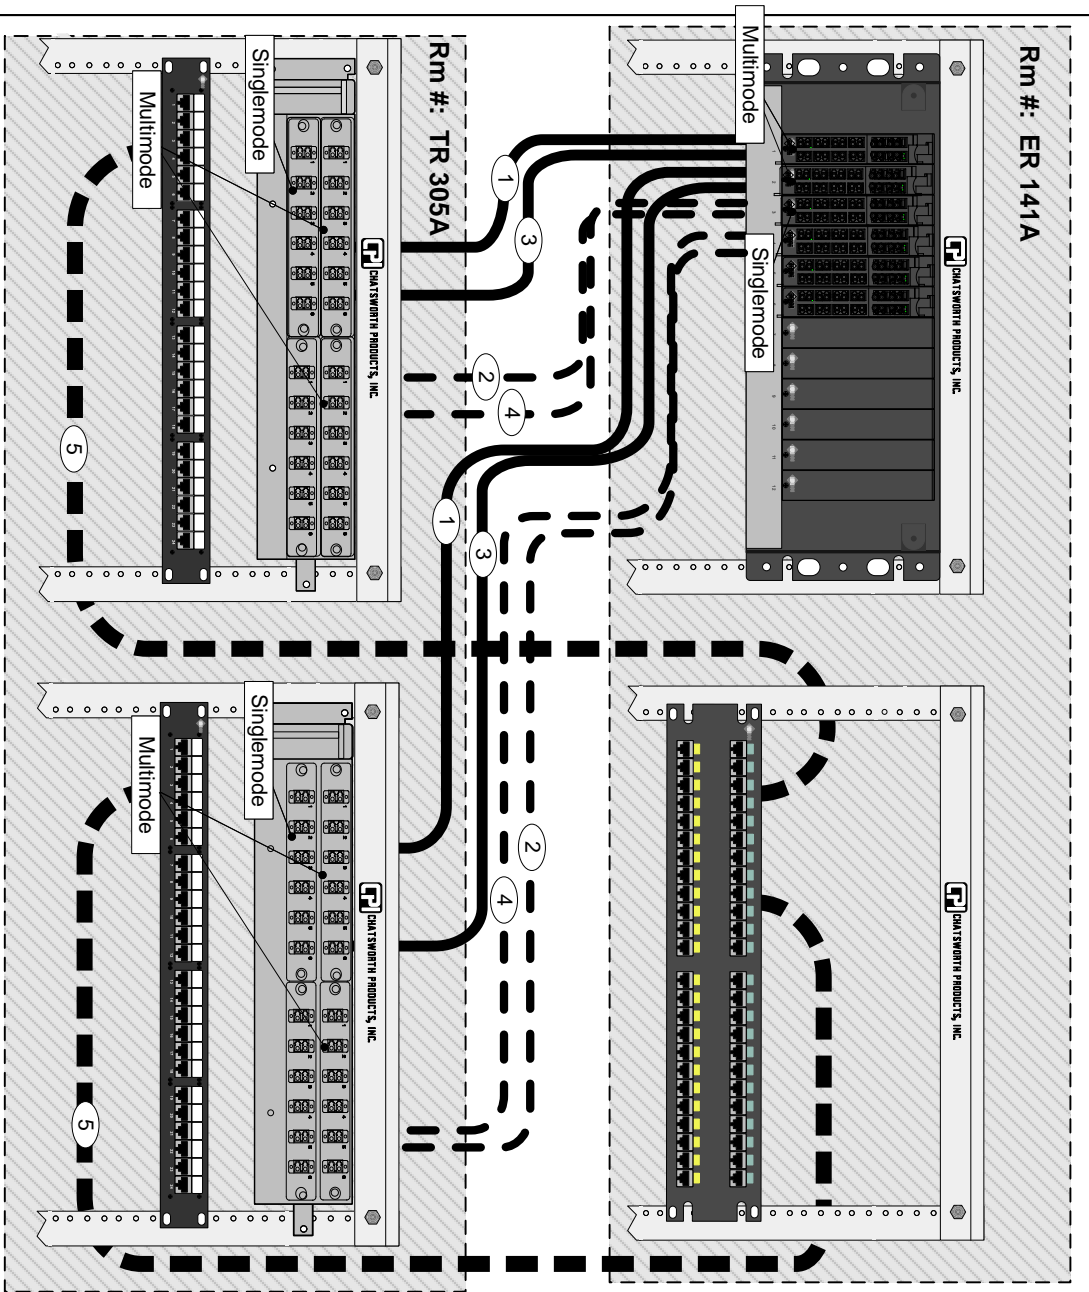 Rm #: ER 141A
Multimode
Singlemode
CHATSWORTH PRODUCTS, INC.
CHATSWORTH PRODUCTS, INC.
Rm #: TR 305A
Singlemode
Multimode
CHATSWORTH PRODUCTS, INC.
Singlemode
Multimode
CHATSWORTH PRODUCTS, INC.
1
3
2
4
1
3
2
4
5
5